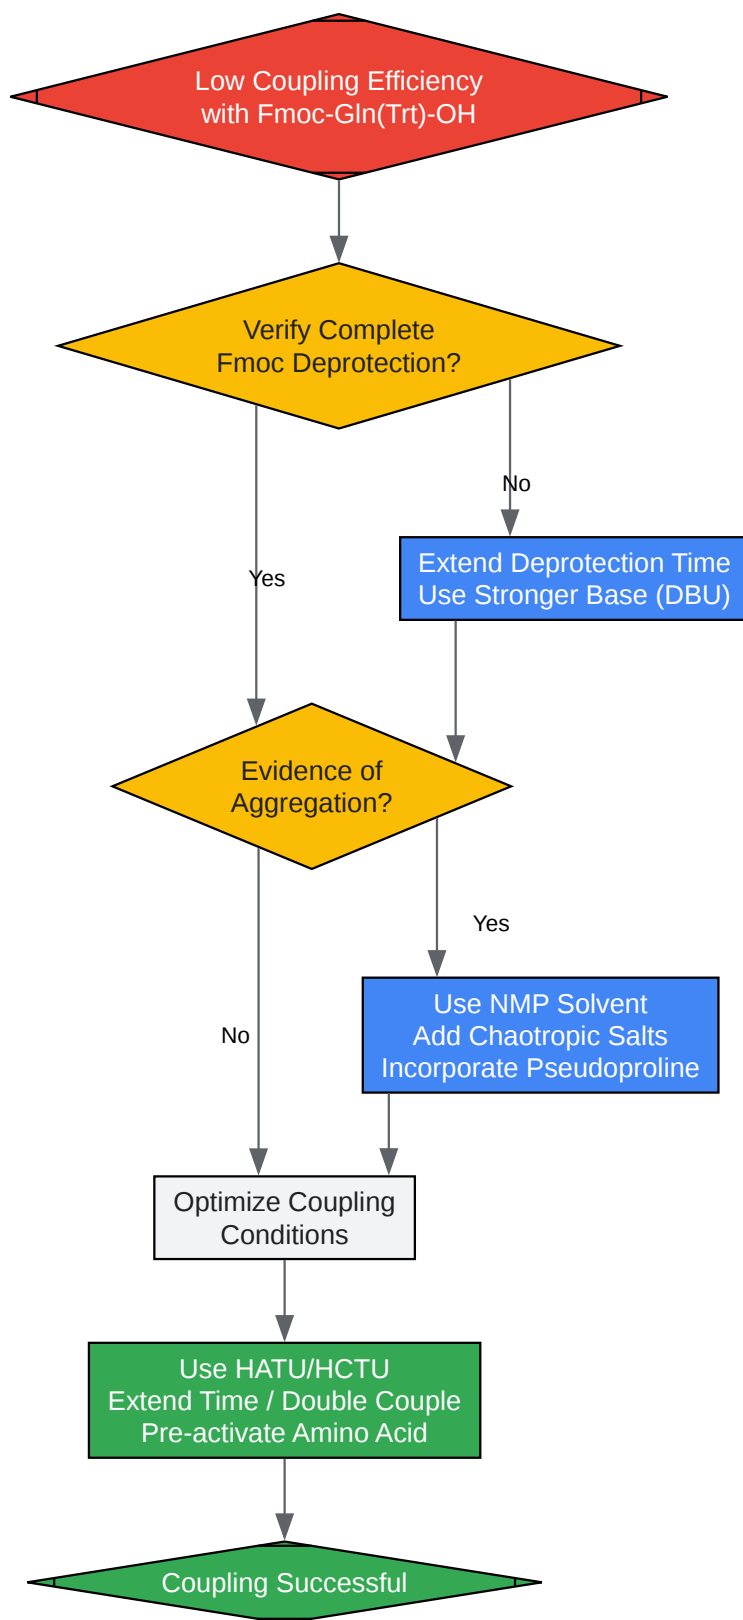 Low Coupling Efficiency
with Fmoc-Gln(Trt)-OH
Verify Complete
Fmoc Deprotection?
No
Extend Deprotection Time
Use Stronger Base (DBU)
Yes
Evidence of
Aggregation?
Yes
Use NMP Solvent
Add Chaotropic Salts
Incorporate Pseudoproline
No
Optimize Coupling
Conditions
Use HATU/HCTU
Extend Time / Double Couple
Pre-activate Amino Acid
Coupling Successful